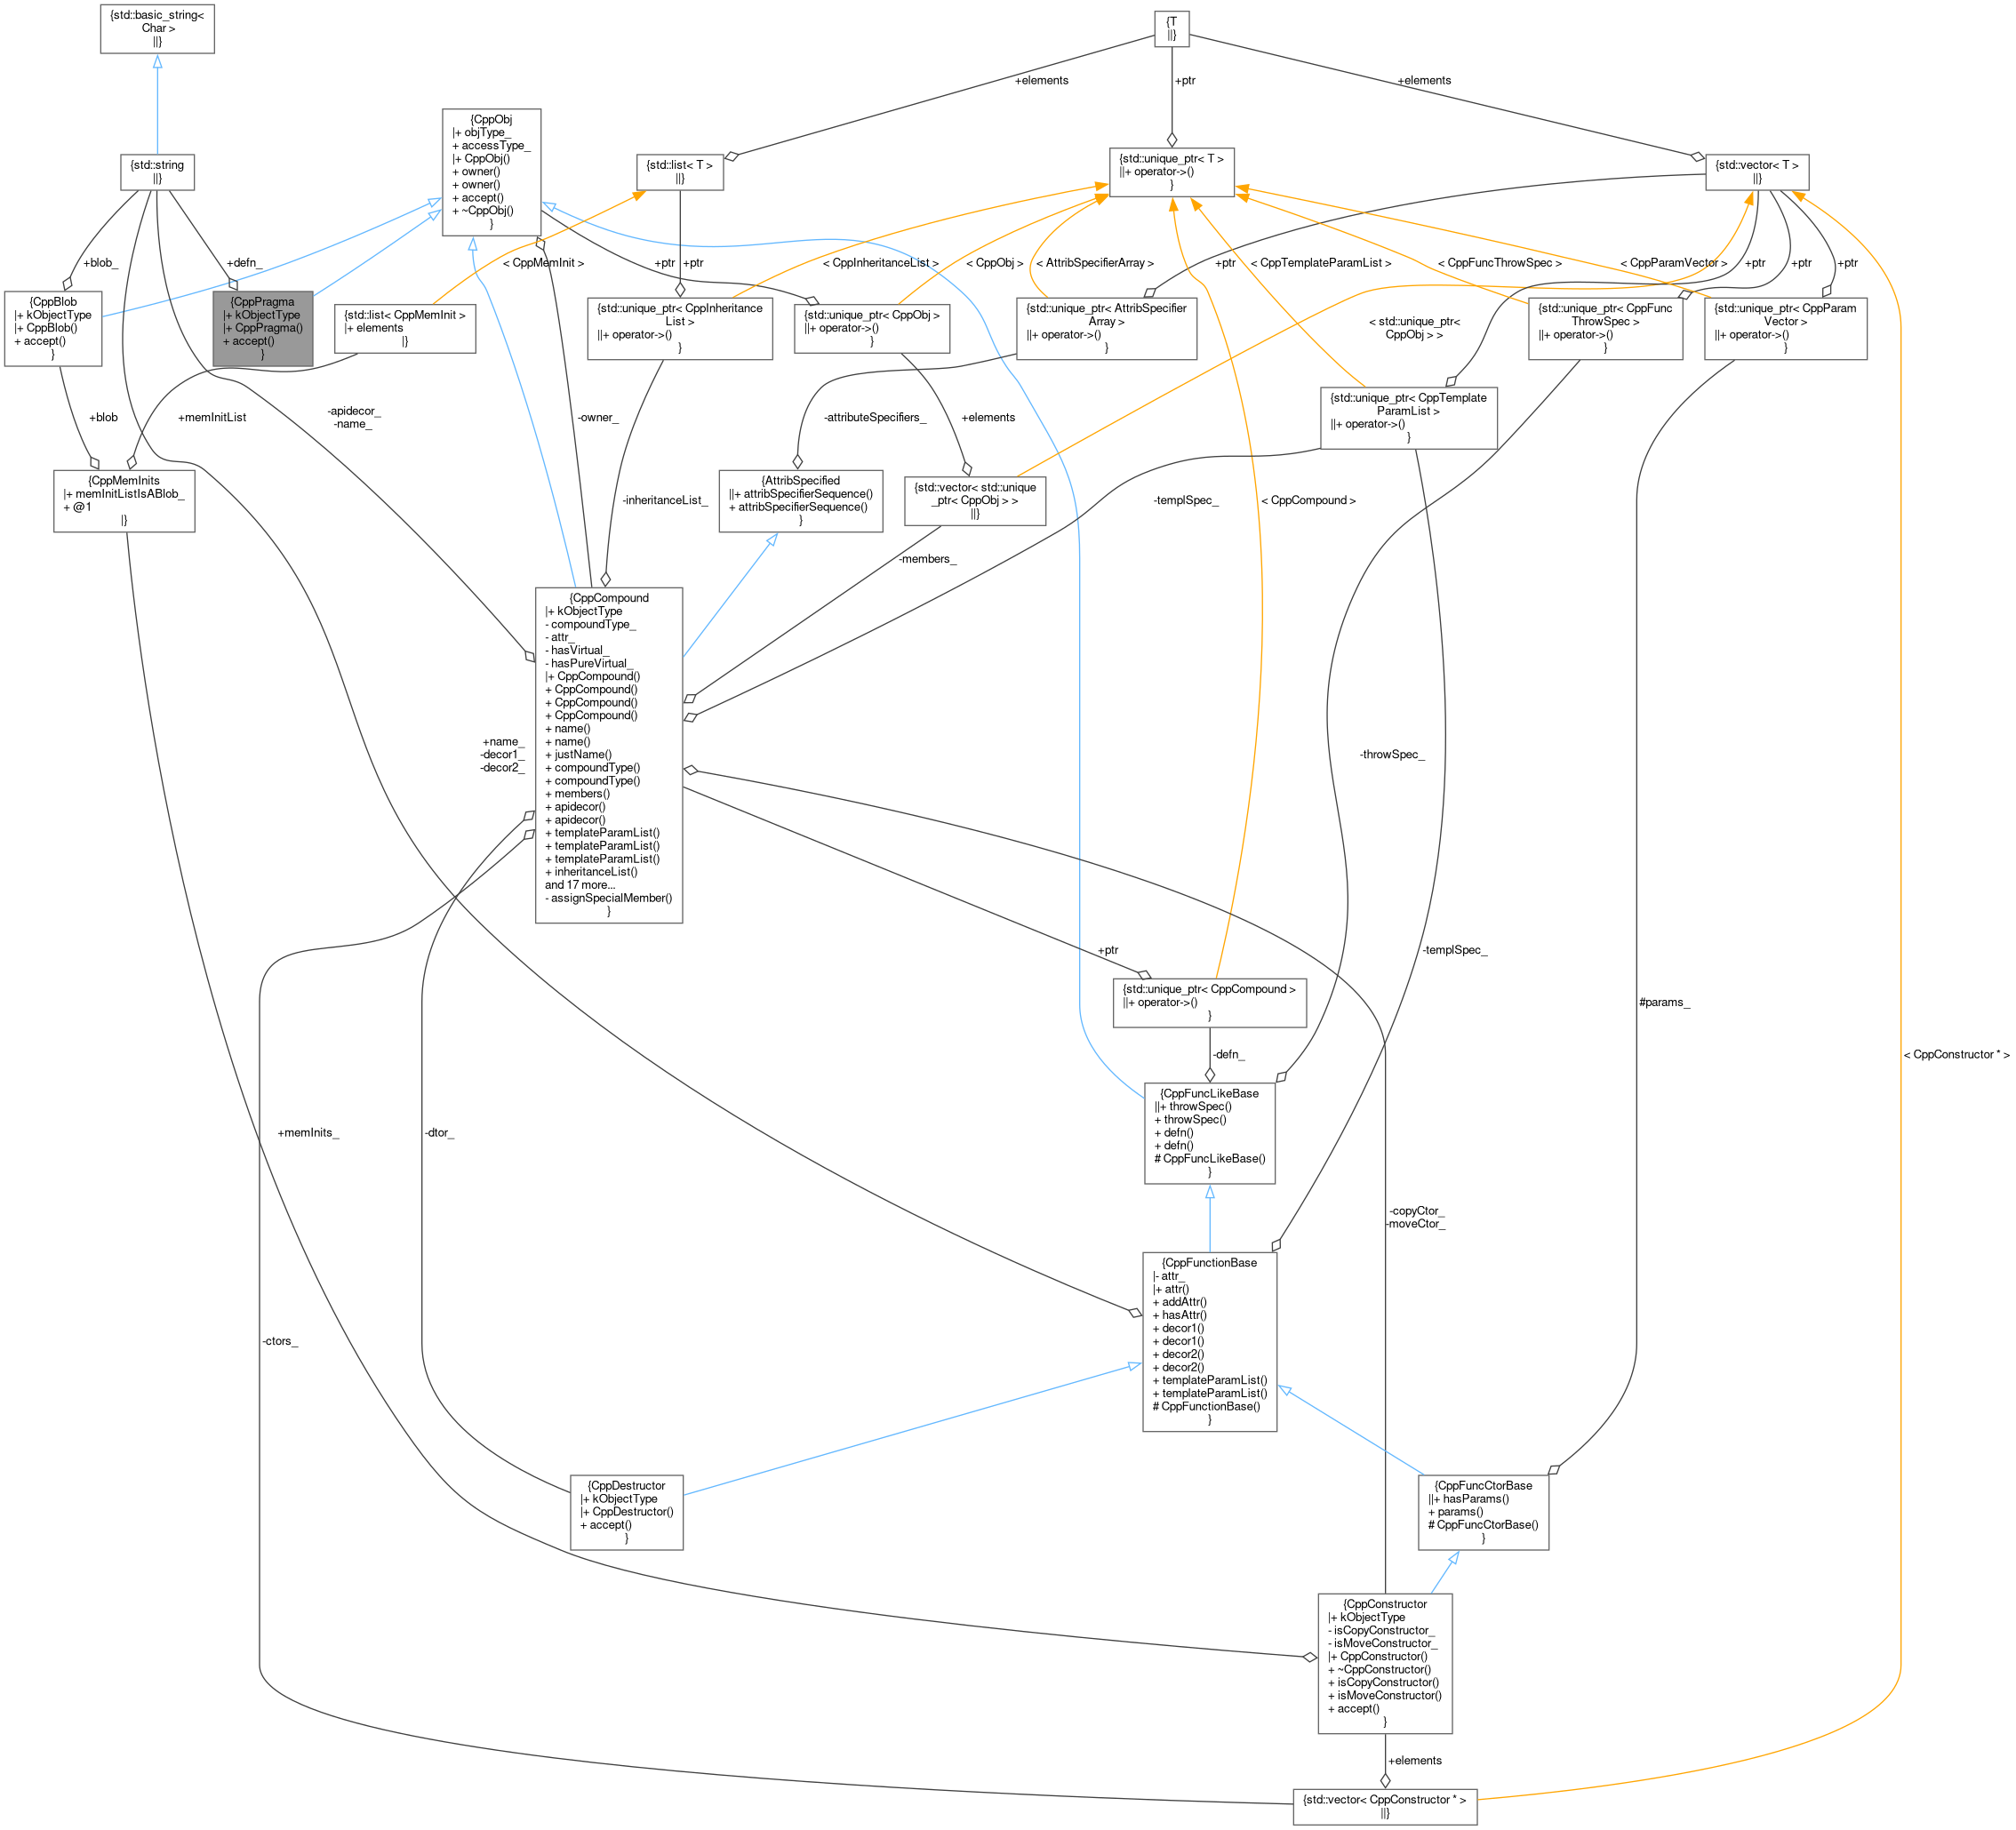 {std::basic_string<
Char >
||}
{T
||}
+elements
+ptr
+elements
{CppObj
|+ objType_
+ accessType_
|+ CppObj()
+ owner()
+ owner()
+ accept()
+ ~CppObj()
}
{std::string
||}
{std::list< T >
||}
{std::unique_ptr< T >
||+ operator->()
}
{std::vector< T >
||}
+blob_
+defn_
< CppMemInit >
+ptr
+ptr
< CppInheritanceList >
< CppObj >
< AttribSpecifierArray >
+ptr
< CppTemplateParamList >
< CppFuncThrowSpec >
< CppParamVector >
+ptr
+ptr
+ptr
{CppBlob
|+ kObjectType
|+ CppBlob()
+ accept()
}
{CppPragma
|+ kObjectType
|+ CppPragma()
+ accept()
}
{std::list< CppMemInit >
|+ elements
|}
{std::unique_ptr< CppInheritance
List >
||+ operator->()
}
{std::unique_ptr< CppObj >
||+ operator->()
}
{std::unique_ptr< AttribSpecifier
Array >
||+ operator->()
}
< std::unique_ptr<
CppObj > >
{std::unique_ptr< CppFunc
ThrowSpec >
||+ operator->()
}
{std::unique_ptr< CppParam
Vector >
||+ operator->()
}
+blob
+memInitList
-apidecor_
-name_
-owner_
-attributeSpecifiers_
+elements
{std::unique_ptr< CppTemplate
ParamList >
||+ operator->()
}
{CppMemInits
|+ memInitListIsABlob_
+ @1
|}
-inheritanceList_
{AttribSpecified
||+ attribSpecifierSequence()
+ attribSpecifierSequence()
}
{std::vector< std::unique
_ptr< CppObj > >
||}
-templSpec_
< CppCompound >
-members_
{CppCompound
|+ kObjectType
- compoundType_
- attr_
- hasVirtual_
- hasPureVirtual_
|+ CppCompound()
+ CppCompound()
+ CppCompound()
+ CppCompound()
+ name()
+ name()
+ justName()
+ compoundType()
+ compoundType()
+ members()
+ apidecor()
+ apidecor()
+ templateParamList()
+ templateParamList()
+ templateParamList()
+ inheritanceList()
and 17 more...
- assignSpecialMember()
}
+name_
-decor1_
-decor2_
-throwSpec_
+ptr
-templSpec_
{std::unique_ptr< CppCompound >
||+ operator->()
}
#params_
-defn_
< CppConstructor * >
{CppFuncLikeBase
||+ throwSpec()
+ throwSpec()
+ defn()
+ defn()
# CppFuncLikeBase()
}
+memInits_
-dtor_
-copyCtor_
-moveCtor_
{CppFunctionBase
|- attr_
|+ attr()
+ addAttr()
+ hasAttr()
+ decor1()
+ decor1()
+ decor2()
+ decor2()
+ templateParamList()
+ templateParamList()
# CppFunctionBase()
}
-ctors_
{CppDestructor
|+ kObjectType
|+ CppDestructor()
+ accept()
}
{CppFuncCtorBase
||+ hasParams()
+ params()
# CppFuncCtorBase()
}
{CppConstructor
|+ kObjectType
- isCopyConstructor_
- isMoveConstructor_
|+ CppConstructor()
+ ~CppConstructor()
+ isCopyConstructor()
+ isMoveConstructor()
+ accept()
}
+elements
{std::vector< CppConstructor * >
||}